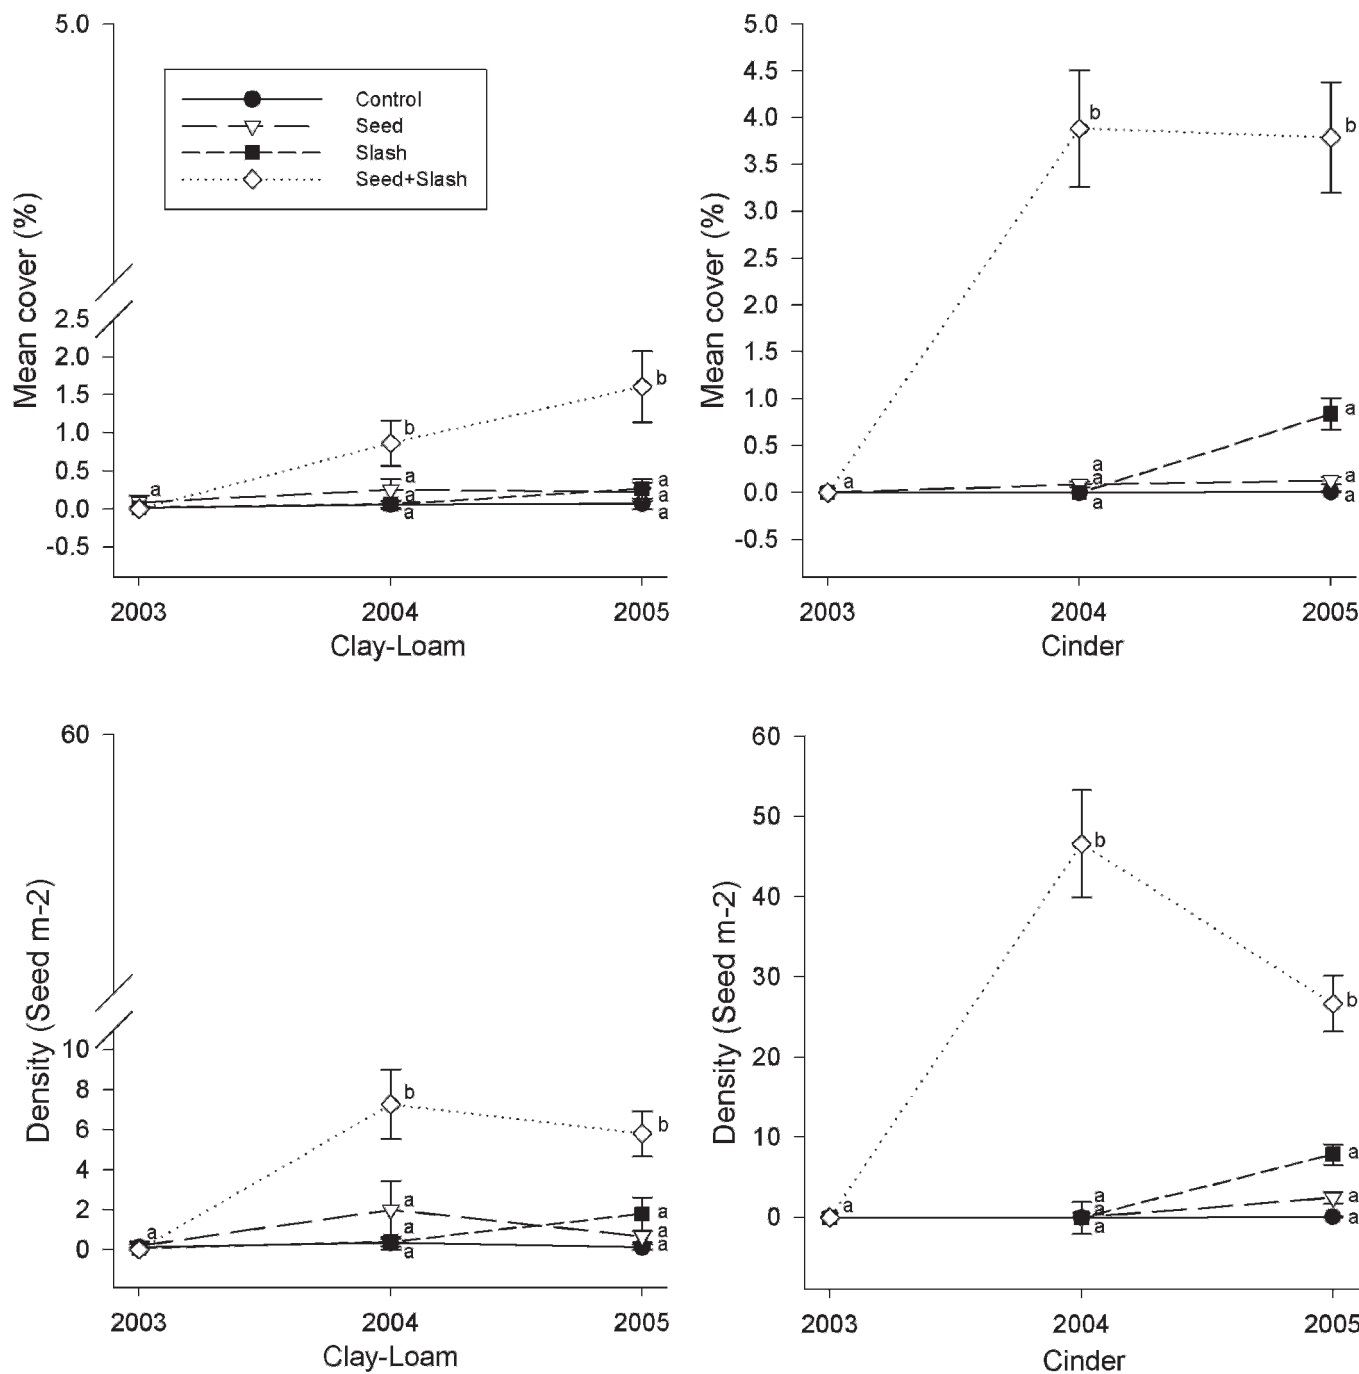 5.0
Control
Seed
Slash
Seed+Slash
Mean cover (%)
2.5
2.0
1.5
1.0
0.5
0.0
-0.5
a
b
a
a
a
b
a
a
a
2003
2004
2005
Clay-Loam
5.0
4.5
4.0
3.5
3.0
2.5
2.0
1.5
1.0
0.5
0.0
-0.5
Mean cover (%)
a
b
a
a
a
b
a
a
a
2003
2004
2005
Cinder
60
Density (Seed m-2)
10
8
6
4
2
0
a
b
a
a
a
b
a
a
a
2003
2004
2005
Clay-Loam
60
50
40
30
20
10
0
Density (Seed m-2)
a
b
a
a
a
b
a
a
a
2003
2004
2005
Cinder